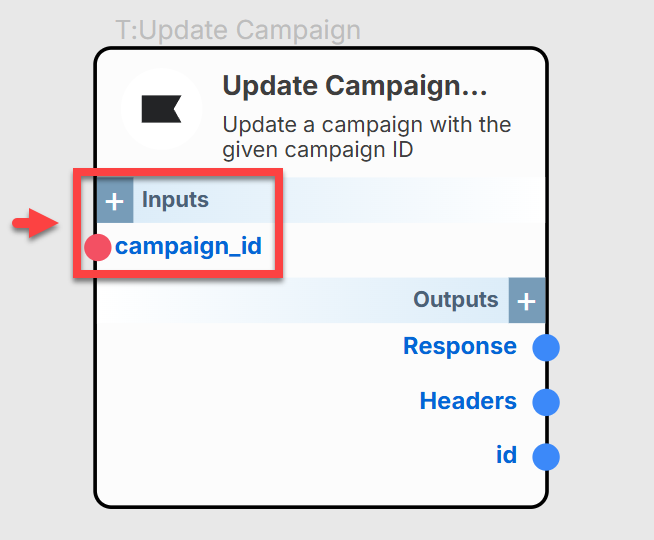 T:Update Campaign
Update Campaign...
Update a campaign with the
given campaign ID
+ Inputs
campaign_id
Outputs +
Response
Headers
id